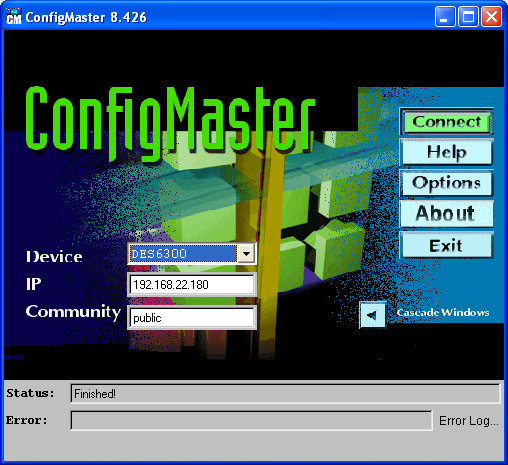 CM ConfigMaster 8.426
ConfigMaster
Connect
Help
Options
About
Exit
Device DES6300
IP 192.168.22.180
Community public
Cascade Windows
Status: Finished!
Error: Error Log...